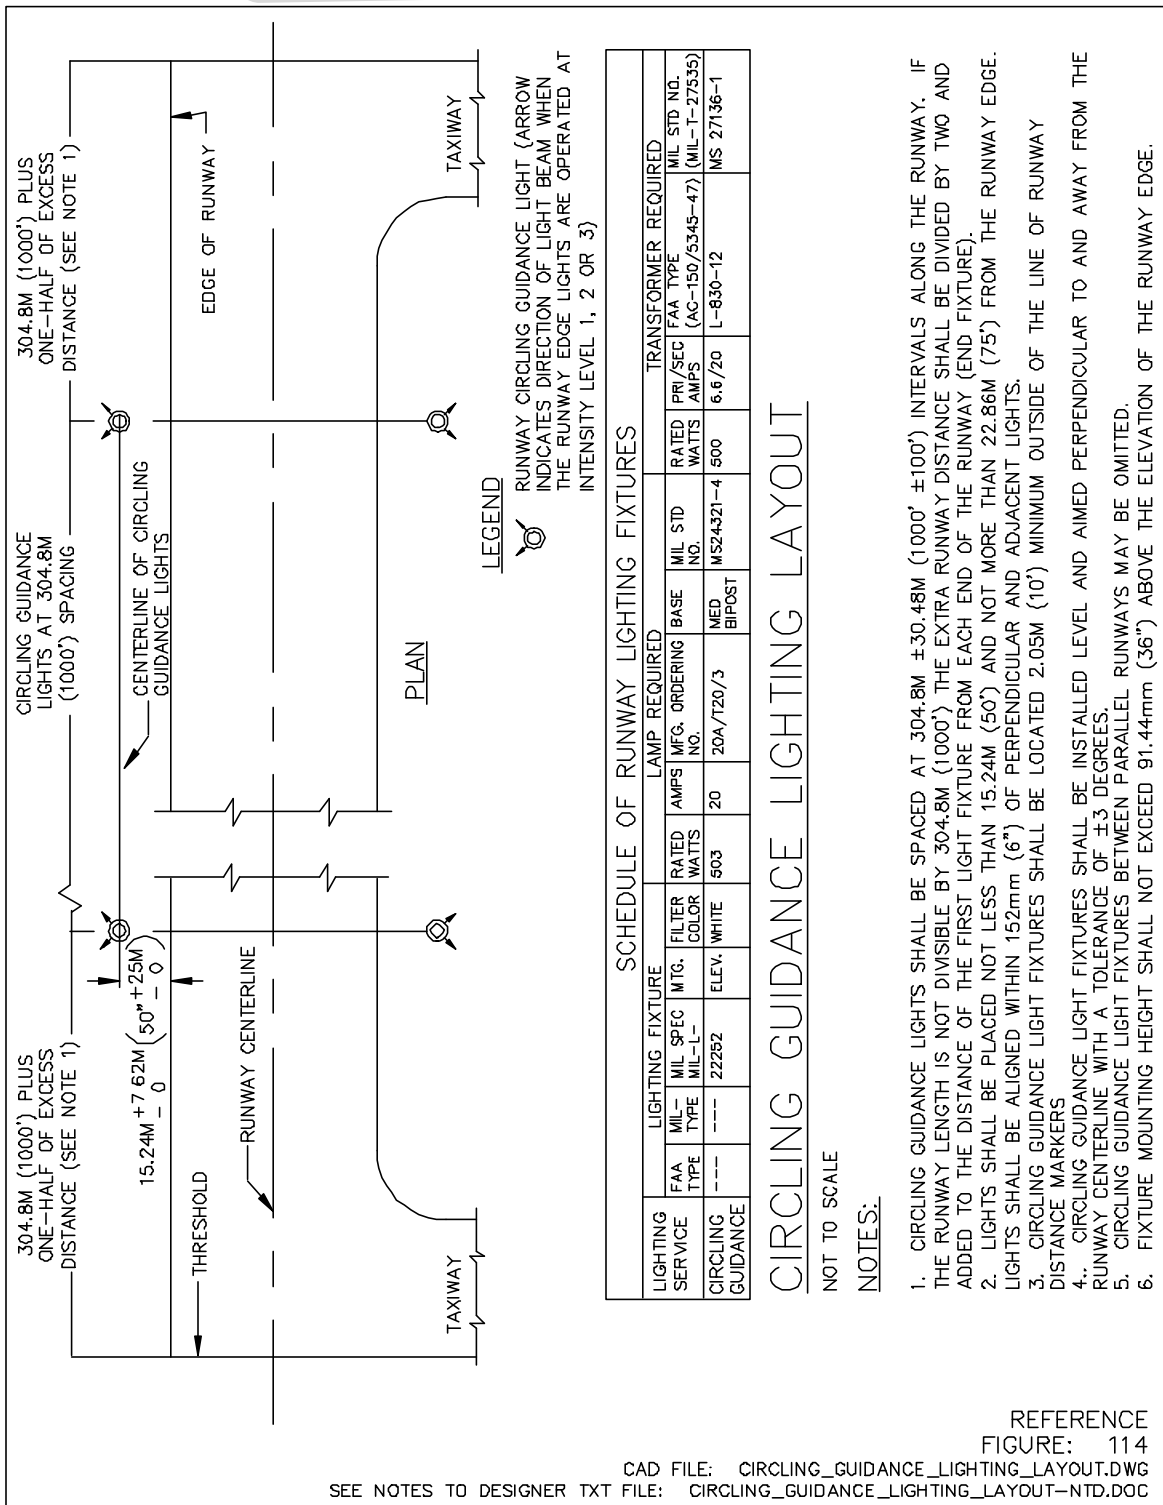 304.8M (1000') PLUS
ONE-HALF OF EXCESS
DISTANCE (SEE NOTE 1)
CIRCLING GUIDANCE
LIGHTS AT 304.8M
(1000') SPACING
304.8M (1000') PLUS
ONE-HALF OF EXCESS
DISTANCE (SEE NOTE 1)
15.24M +7.62M - 0 (50" +25M - 0)
CENTERLINE OF CIRCLING
GUIDANCE LIGHTS
THRESHOLD
RUNWAY CENTERLINE
EDGE OF RUNWAY
TAXIWAY
TAXIWAY
PLAN
LEGEND
RUNWAY CIRCLING GUIDANCE LIGHT (ARROW
INDICATES DIRECTION OF LIGHT BEAM WHEN
THE RUNWAY EDGE LIGHTS ARE OPERATED AT
INTENSITY LEVEL 1, 2 OR 3)
SCHEDULE OF RUNWAY LIGHTING FIXTURES
LIGHTING SERVICE
LIGHTING FIXTURE
LAMP REQUIRED
TRANSFORMER REQUIRED
FAA TYPE
MIL- TYPE
MIL SPEC MIL-L-
MTG.
FILTER COLOR
RATED WATTS
AMPS
MFG. ORDERING NO.
BASE
MIL STD NO.
RATED WATTS
PRI/SEC AMPS
FAA TYPE (AC-150/5345-47)
MIL STD NO. (MIL-T-27535)
CIRCLING GUIDANCE
---
---
22252
ELEV.
WHITE
503
20
20A/T20/3
MED BIPOST
MS24321-4
500
6.6/20
L-830-12
MS 27136-1
CIRCLING GUIDANCE LIGHTING LAYOUT
NOT TO SCALE
NOTES:
1. CIRCLING GUIDANCE LIGHTS SHALL BE SPACED AT 304.8M ±30.48M (1000' ±100') INTERVALS ALONG THE RUNWAY. IF
THE RUNWAY LENGTH IS NOT DIVISIBLE BY 304.8M (1000') THE EXTRA RUNWAY DISTANCE SHALL BE DIVIDED BY TWO AND
ADDED TO THE DISTANCE OF THE FIRST LIGHT FIXTURE FROM EACH END OF THE RUNWAY (END FIXTURE).
2. LIGHTS SHALL BE PLACED NOT LESS THAN 15.24M (50') AND NOT MORE THAN 22.86M (75') FROM THE RUNWAY EDGE.
LIGHTS SHALL BE ALIGNED WITHIN 152mm (6") OF PERPENDICULAR AND ADJACENT LIGHTS.
3. CIRCLING GUIDANCE LIGHT FIXTURES SHALL BE LOCATED 2.05M (10') MINIMUM OUTSIDE OF THE LINE OF RUNWAY
DISTANCE MARKERS
4.. CIRCLING GUIDANCE LIGHT FIXTURES SHALL BE INSTALLED LEVEL AND AIMED PERPENDICULAR TO AND AWAY FROM THE
RUNWAY CENTERLINE WITH A TOLERANCE OF ±3 DEGREES.
5. CIRCLING GUIDANCE LIGHT FIXTURES BETWEEN PARALLEL RUNWAYS MAY BE OMITTED.
6. FIXTURE MOUNTING HEIGHT SHALL NOT EXCEED 91.44mm (36") ABOVE THE ELEVATION OF THE RUNWAY EDGE.
REFERENCE
FIGURE: 114
CAD FILE: CIRCLING_GUIDANCE_LIGHTING_LAYOUT.DWG
SEE NOTES TO DESIGNER TXT FILE: CIRCLING_GUIDANCE_LIGHTING_LAYOUT-NTD.DOC